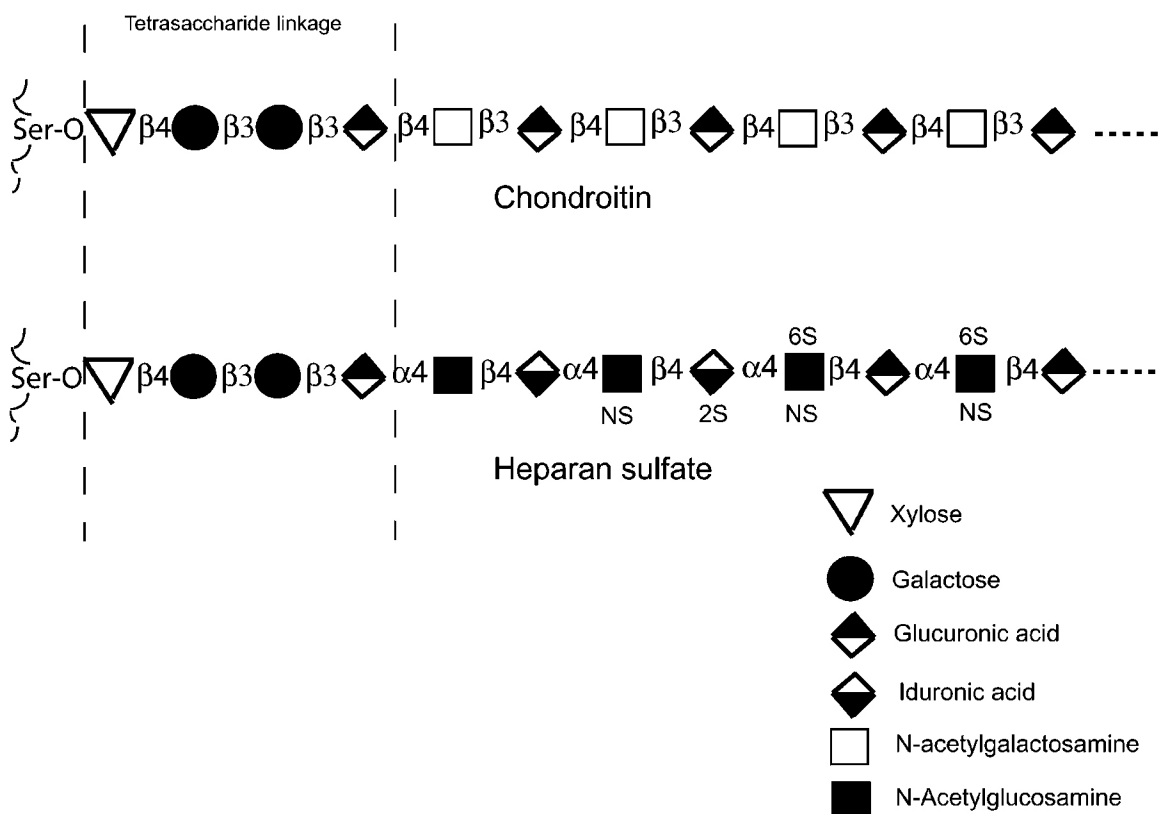 Tetrasaccharide linkage
Ser-O β4 β3 β3 β4 β3 β4 β3 β4 β3 β4 β3
Chondroitin
6S 6S
Ser-O β4 β3 β3 α4 β4 α4 β4 α4 β4 α4 β4
NS 2S NS NS
Heparan sulfate
Xylose
Galactose
Glucuronic acid
Iduronic acid
N-acetylgalactosamine
N-Acetylglucosamine